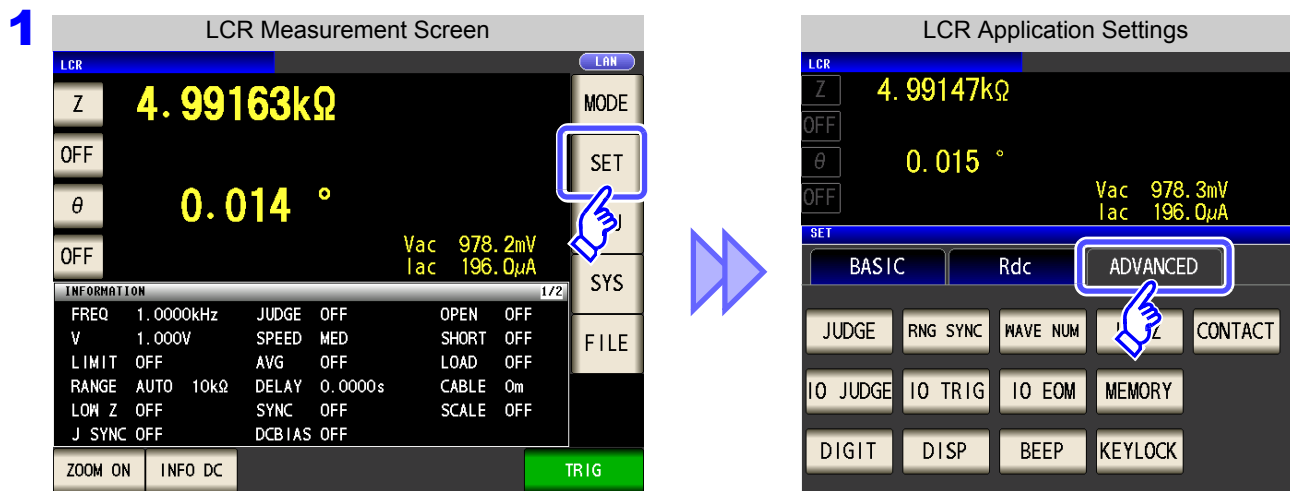 1
LCR Measurement Screen
LCR
LAN
Z 4.99163kΩ
MODE
OFF
SET
θ 0.014 °
OFF
Vac 978.2mV
Iac 196.0µA
SYS
FILE
INFORMATION 1/2
FREQ 1.0000kHz JUDGE OFF OPEN OFF
V 1.000V SPEED MED SHORT OFF
LIMIT OFF AVG OFF LOAD OFF
RANGE AUTO 10kΩ DELAY 0.0000s CABLE 0m
LOW Z OFF SYNC OFF SCALE OFF
J SYNC OFF DCBIAS OFF
ZOOM ON INFO DC TRIG
LCR Application Settings
LCR
Z 4.99147kΩ
OFF
θ 0.015 °
OFF
Vac 978.3mV
Iac 196.0µA
SET
BASIC Rdc ADVANCED
JUDGE RNG SYNC WAVE NUM Z CONTACT
IO JUDGE IO TRIG IO EOM MEMORY
DIGIT DISP BEEP KEYLOCK